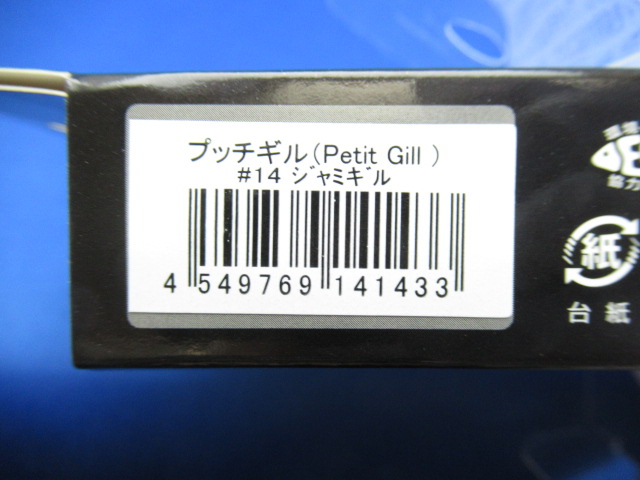 プッチギル(Petit Gill )
#14 ｼﾞｬﾐｷﾞﾙ
4 549769 141433
紙
台紙